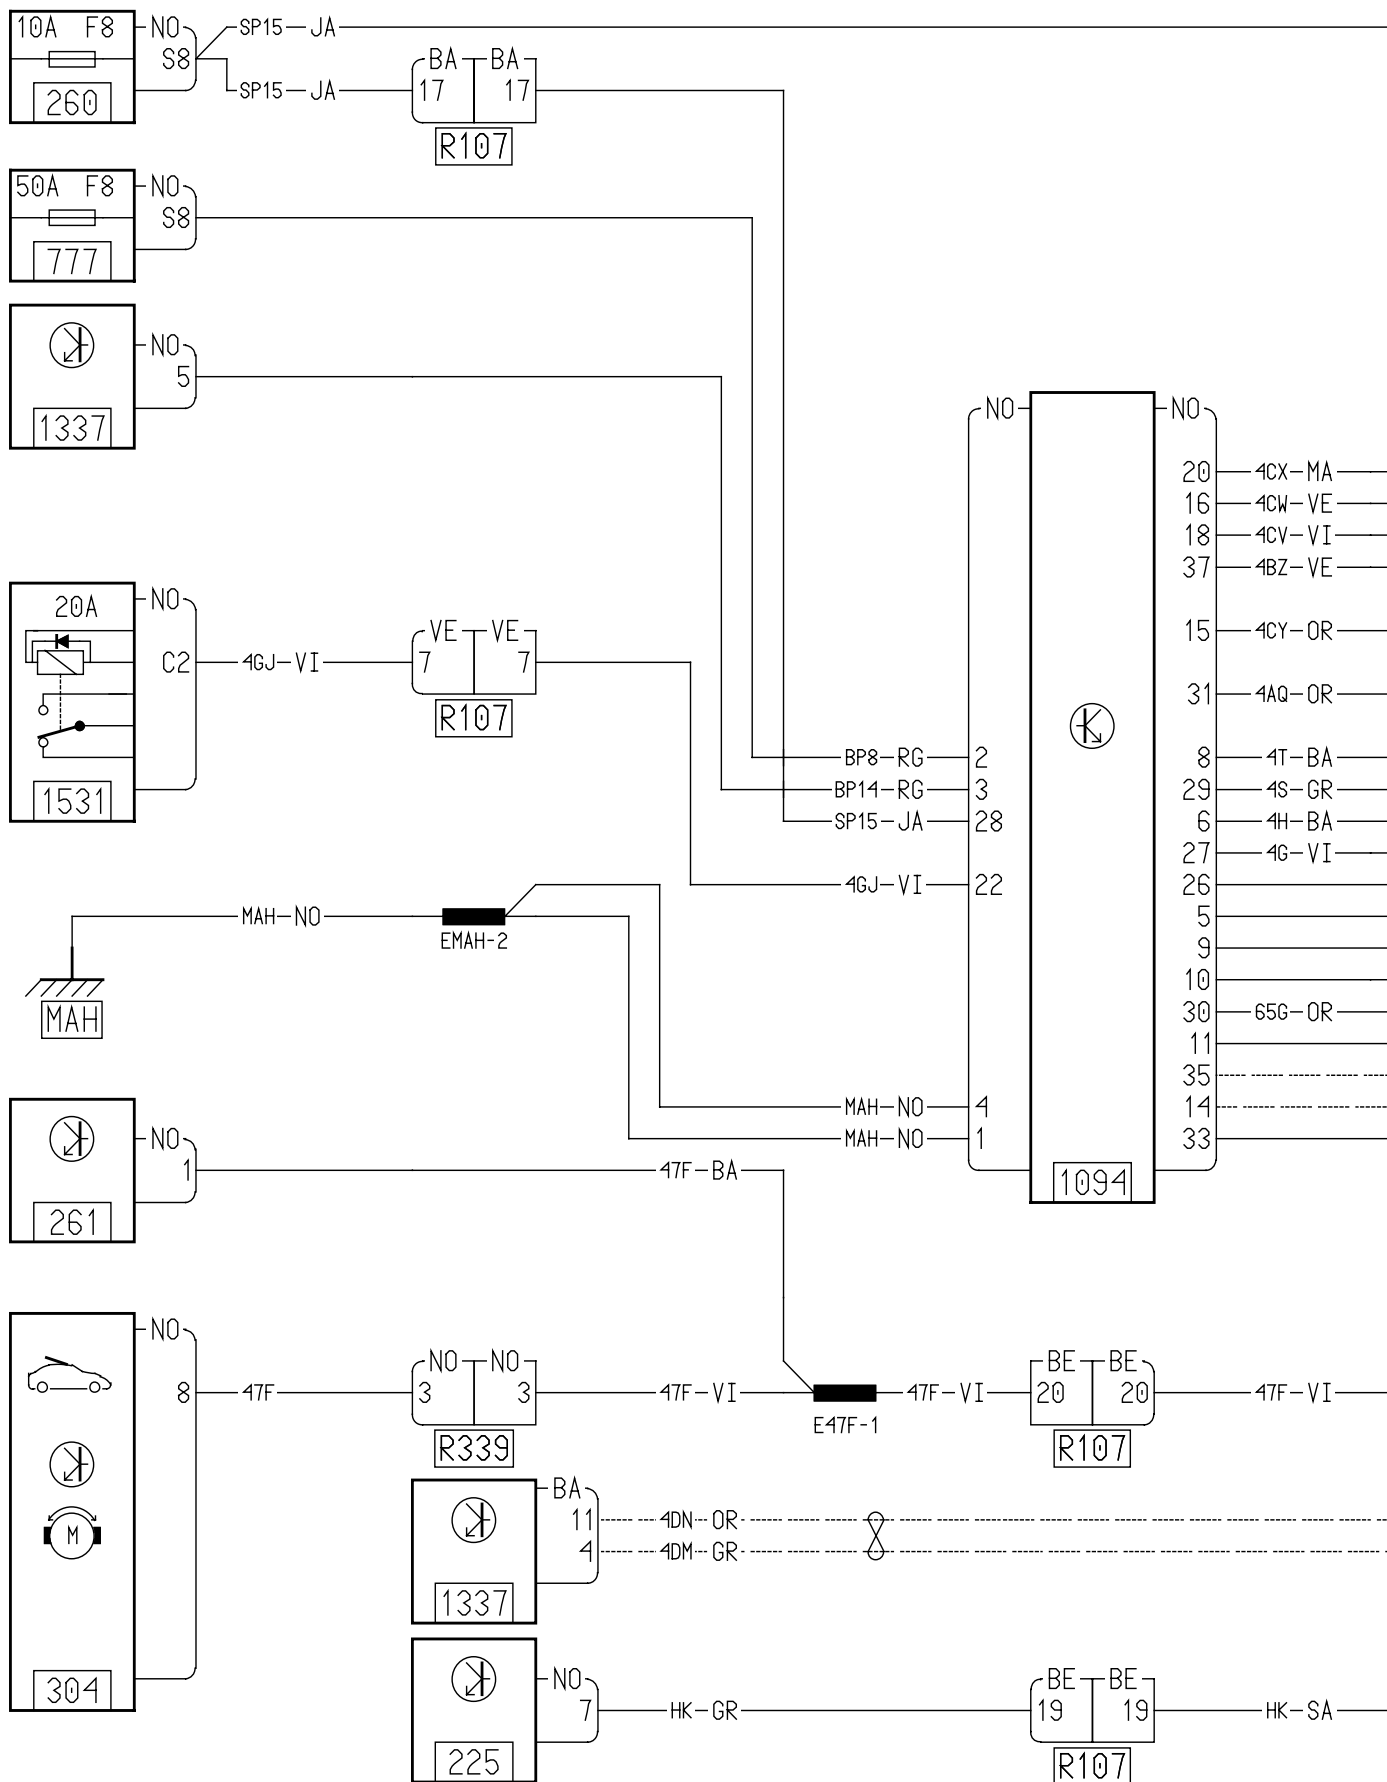 10A F8 NO SP15 JA
S8
260
SP15 JA BA BA
17 17
R107
50A F8 NO
S8
777
NO
5
1337
20A NO
C2 4GJ VI VE VE
7 7
R107
1531
MAH NO
EMAH-2
MAH
NO
1
261
47F BA
NO
8
304
47F NO NO
3 3
R339
47F VI
E47F-1
47F VI
BE BE
20 20
R107
47F VI
BA
11 4DN OR
4 4DM GR
1337
NO
7
225
HK GR
BE BE
19 19
R107
HK SA
NO NO
BP8 RG 2
BP14 RG 3
SP15 JA 28
4GJ VI 22
MAH NO 4
MAH NO 1
1094
20 4CX MA
16 4CW VE
18 4CV VI
37 4BZ VE
15 4CY OR
31 4AQ OR
8 4T BA
29 4S GR
6 4H BA
27 4G VI
26
5
9
10
30 65G OR
11
35
14
33
M